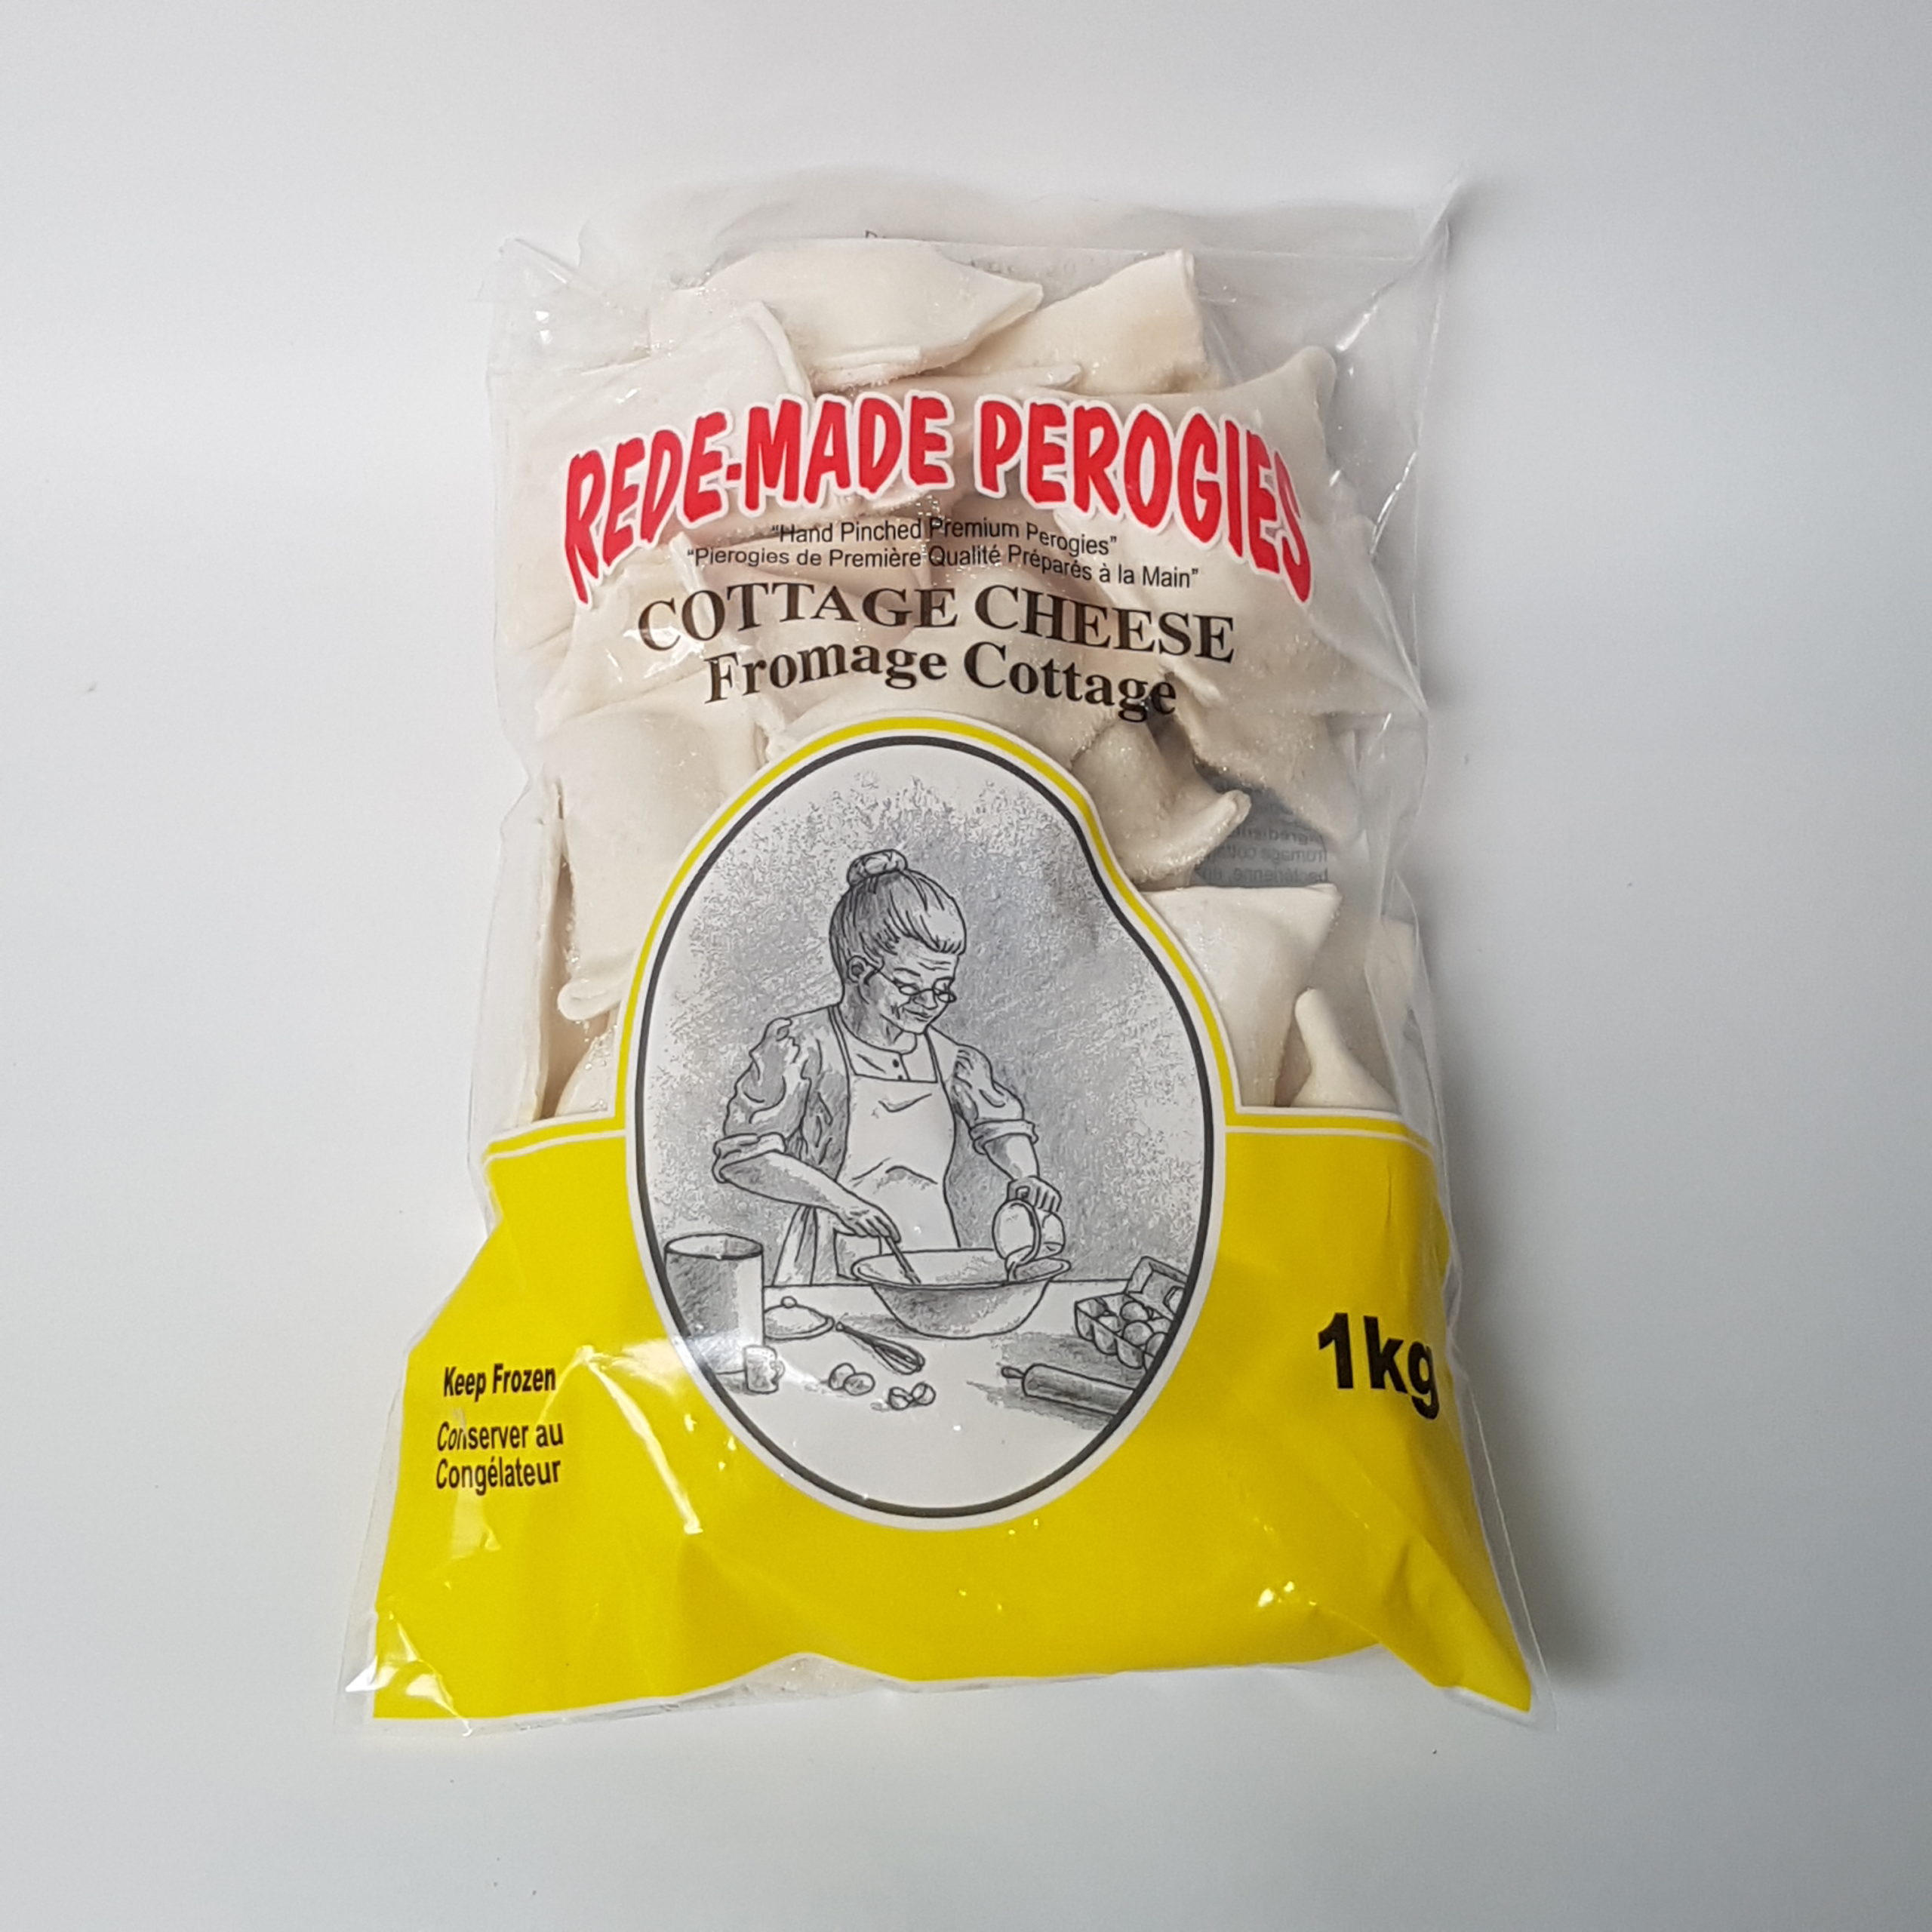 REDE-MADE PEROGIES
"Hand Pinched Premium Perogies"
"Pierogies de Première Qualité Préparés à la Main"
COTTAGE CHEESE
Fromage Cottage
1kg
Keep Frozen
Conserver au
Congélateur